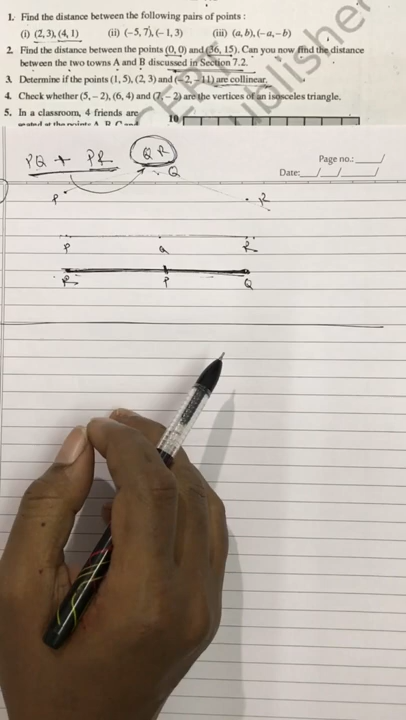 1. Find the distance between the following pairs of points :
(i) (2, 3), (4, 1) (ii) (−5, 7), (−1, 3) (iii) (a, b), (−a, −b)
2. Find the distance between the points (0, 0) and (36, 15). Can you now find the distance
between the two towns A and B discussed in Section 7.2.
3. Determine if the points (1, 5), (2, 3) and (−2, −11) are collinear.
4. Check whether (5, −2), (6, 4) and (7, −2) are the vertices of an isosceles triangle.
5. In a classroom, 4 friends are
10
PQ + PR QR
Page no.:
Date:
Q
P R
P Q R
R P Q